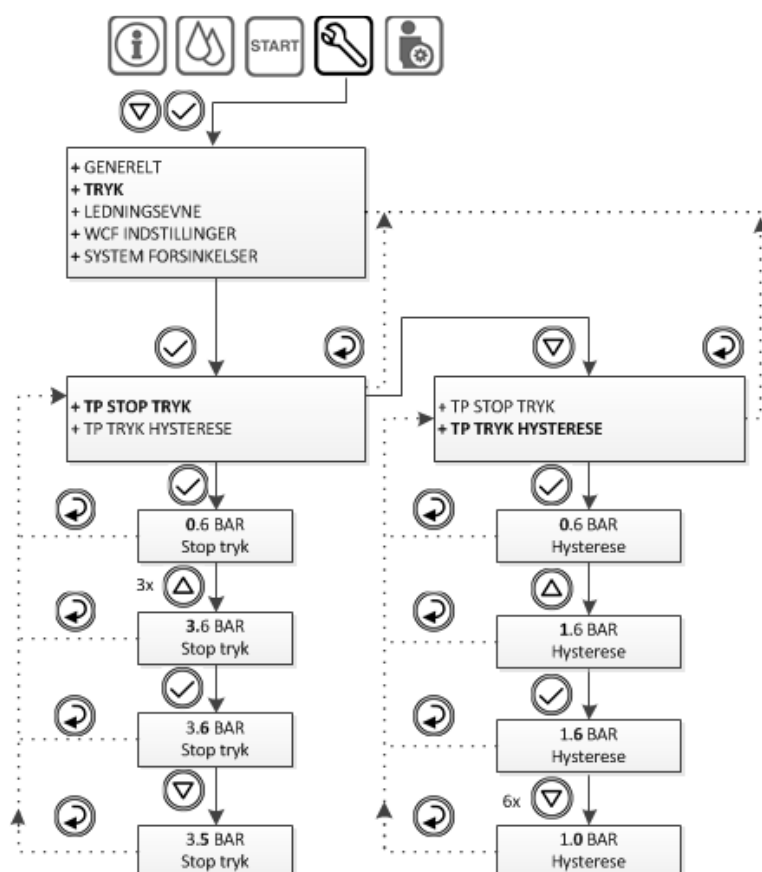 START
+ GENERELT
+ TRYK
+ LEDNINGSEVNE
+ WCF INDSTILLINGER
+ SYSTEM FORSINKELSER
+ TP STOP TRYK
+ TP TRYK HYSTERESE
+ TP STOP TRYK
+ TP TRYK HYSTERESE
0.6 BAR
Stop tryk
3x
3.6 BAR
Stop tryk
3.6 BAR
Stop tryk
3.5 BAR
Stop tryk
0.6 BAR
Hysterese
1.6 BAR
Hysterese
1.6 BAR
Hysterese
6x
1.0 BAR
Hysterese